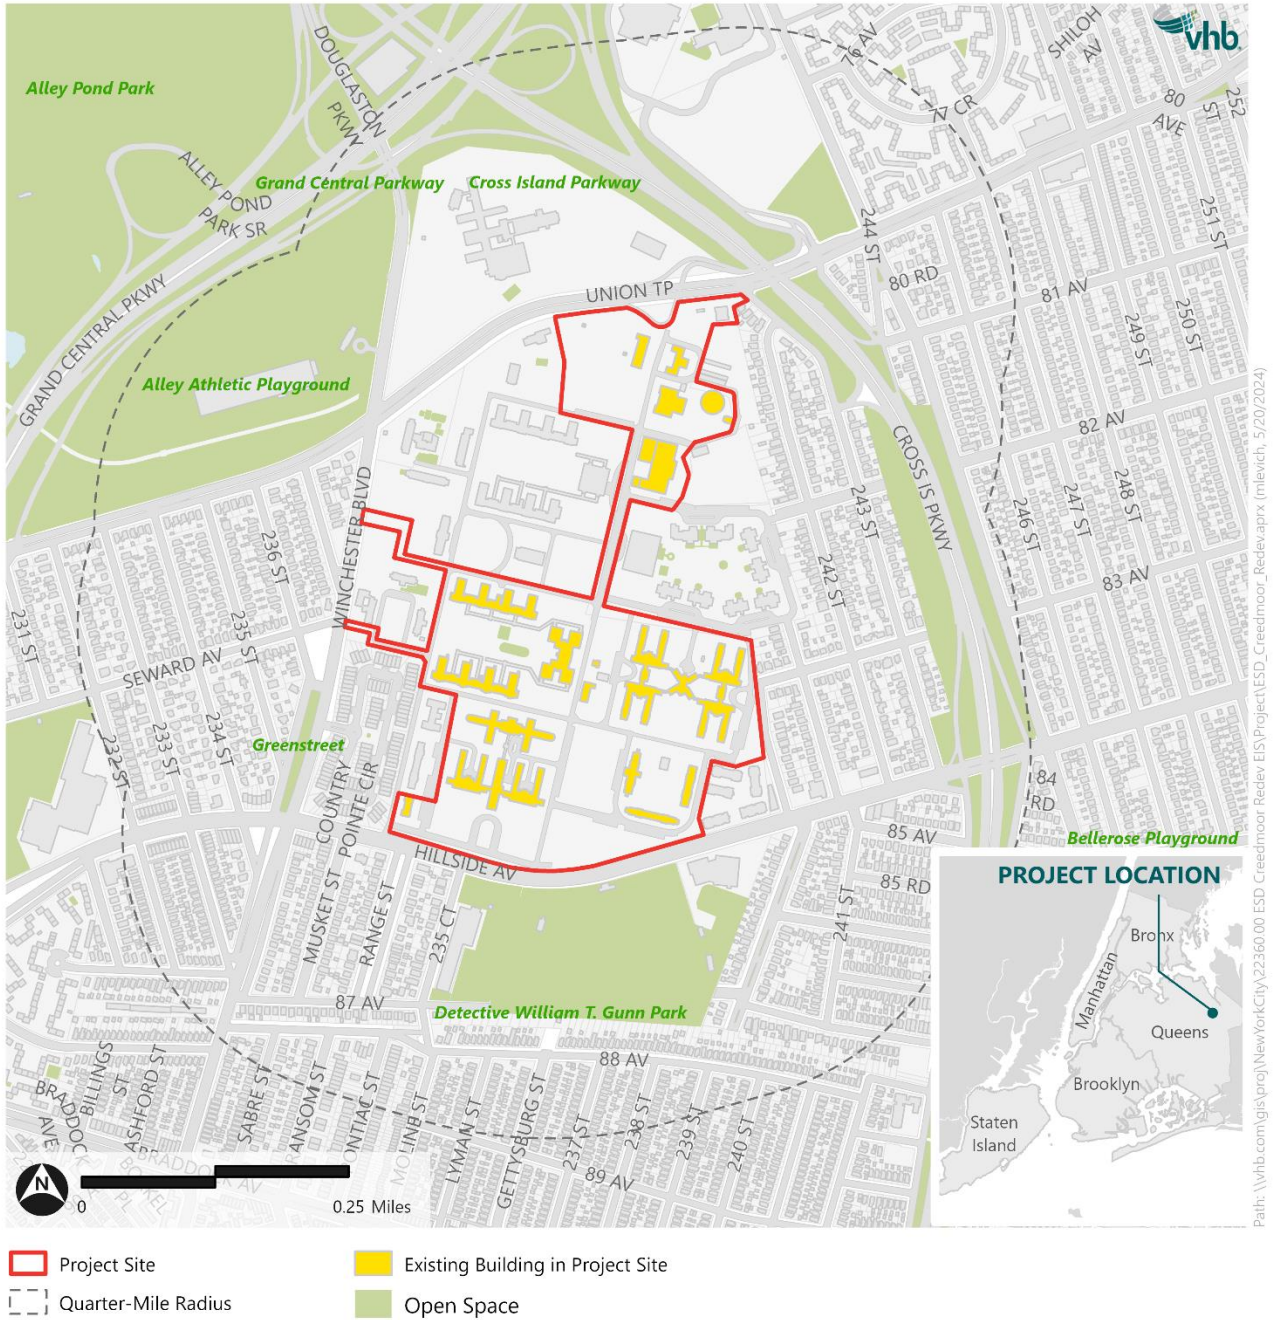 vhb
Alley Pond Park
DOUGLASTON
PKWY
76 AV
SHILOH
AV
77 CR
80
AVE
ST
252
ALLEY POND
PARK SR
Grand Central Parkway
Cross Island Parkway
244 ST
251 ST
80 RD
UNION TP
81 AV
250 ST
249 ST
GRAND CENTRAL PKWY
Alley Athletic Playground
82 AV
CROSS IS PKWY
248 ST
247 ST
246 ST
243 ST
WINCHESTER BLVD
236 ST
242 ST
83 AV
231 ST
235 ST
SEWARD AV
234 ST
233 ST
232 ST
Greenstreet
COUNTRY
POINTE CIR
84
RD
85 AV
Bellerose Playground
HILLSIDE AV
MUSKET ST
RANGE ST
235 CT
85 RD
241 ST
87 AV
Detective William T. Gunn Park
88 AV
BILLINGS
ST
ASHFORD ST
BRADDOCK
AVE
SABRE ST
RANSOM ST
PONTIAC ST
MOLINE ST
LYMAN ST
GETTYSBURG ST
237 ST
238 ST
239 ST
240 ST
89 AV
PROJECT LOCATION
Bronx
Manhattan
Queens
Brooklyn
Staten
Island
N
0
0.25 Miles
Path: \\vhb.com\gis\proj\NewYorkCity\22360.00 ESD Creedmoor Redev EIS\Project\ESD_Creedmoor_Redev.aprx (mlevich, 5/20/2024)
Project Site
Existing Building in Project Site
Quarter-Mile Radius
Open Space